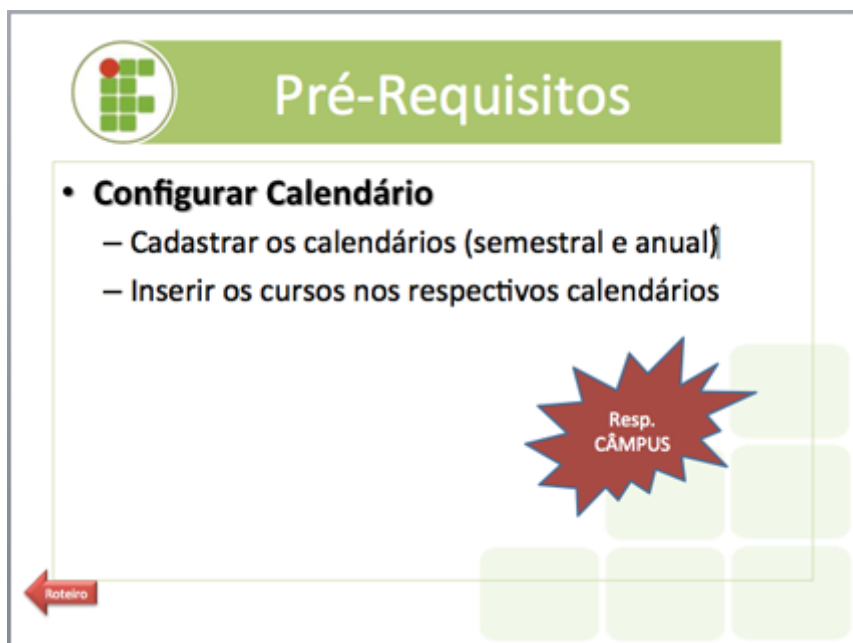 Pré-Requisitos
• Configurar Calendário
– Cadastrar os calendários (semestral e anual)
– Inserir os cursos nos respectivos calendários
Resp.
CÂMPUS
Roteiro